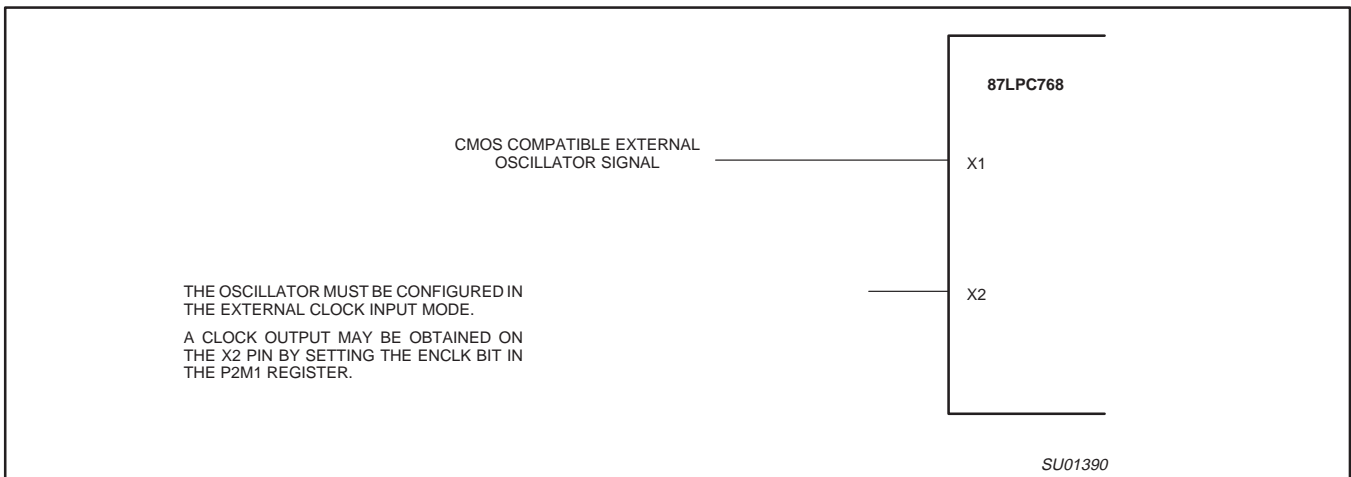 87LPC768
CMOS COMPATIBLE EXTERNAL
OSCILLATOR SIGNAL
X1
THE OSCILLATOR MUST BE CONFIGURED IN
THE EXTERNAL CLOCK INPUT MODE.
X2
A CLOCK OUTPUT MAY BE OBTAINED ON
THE X2 PIN BY SETTING THE ENCLK BIT IN
THE P2M1 REGISTER.
SU01390